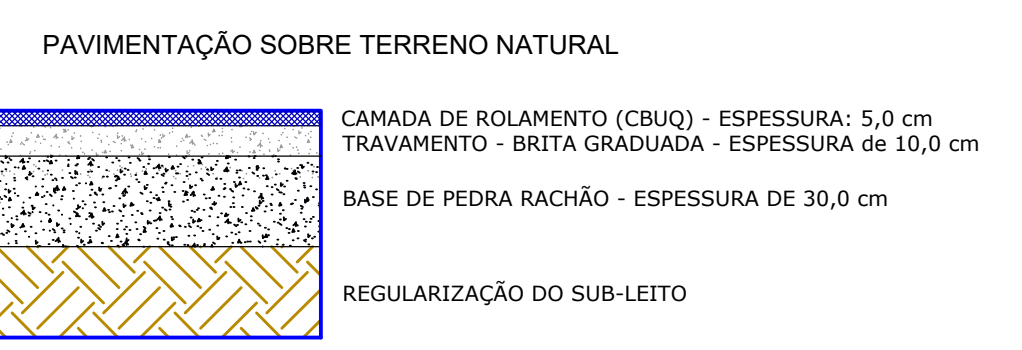 PAVIMENTAÇÃO SOBRE TERRENO NATURAL
CAMADA DE ROLAMENTO (CBUQ) - ESPESSURA: 5,0 cm
TRAVAMENTO - BRITA GRADUADA - ESPESSURA de 10,0 cm
BASE DE PEDRA RACHÃO - ESPESSURA DE 30,0 cm
REGULARIZAÇÃO DO SUB-LEITO